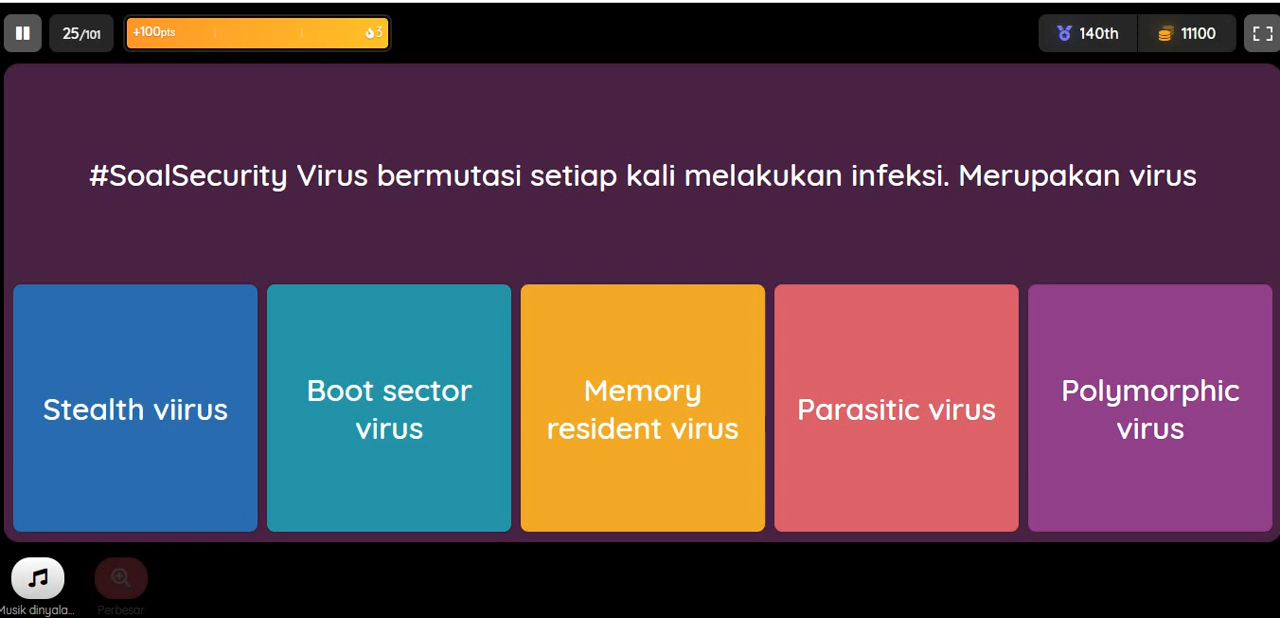 25/101
+100pts
3
140th
11100
#SoalSecurity Virus bermutasi setiap kali melakukan infeksi. Merupakan virus
Stealth viirus
Boot sector
virus
Memory
resident virus
Parasitic virus
Polymorphic
virus
Musik dinyala...
Perbesar